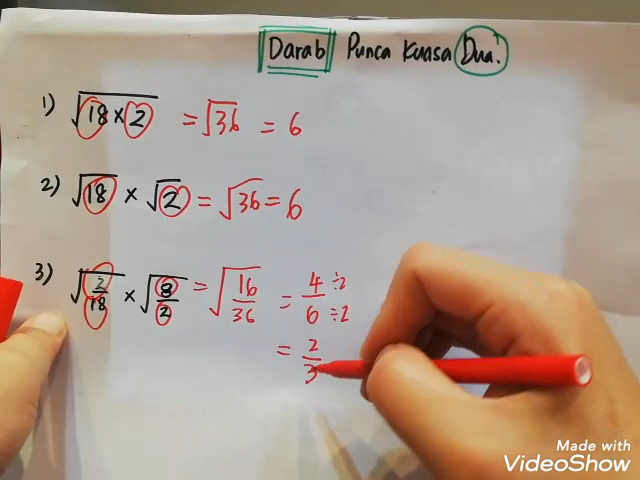 Darab Punca Kuasa Dua!
1) √18 × 2 = √36 = 6
2) √18 × √2 = √36 = 6
3) √2/18 × √8/2 = √16/36 = 4/6 ÷2 ÷2
= 2/3
Made with
VideoShow